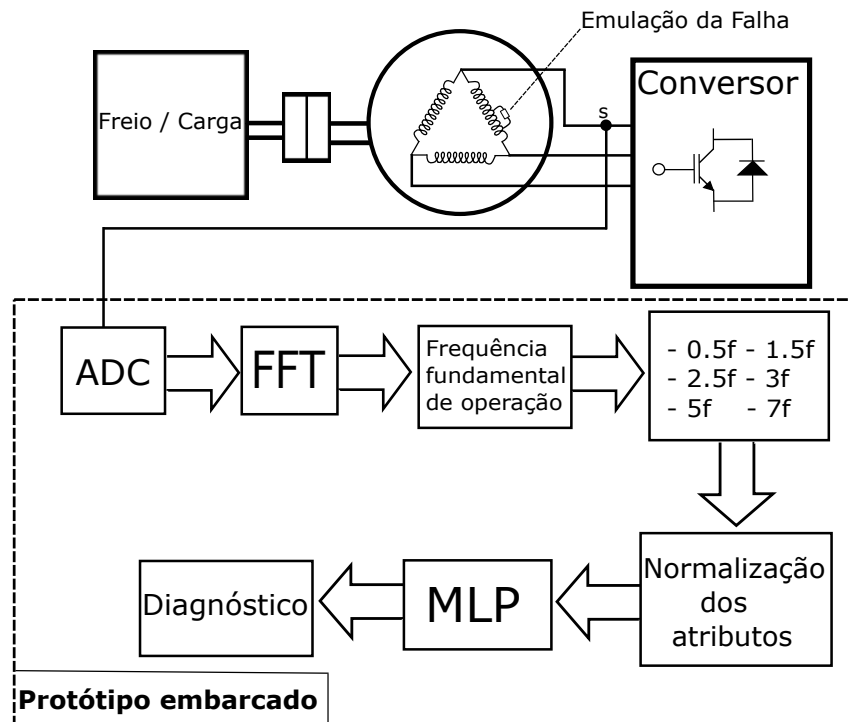 Emulação da Falha
Conversor
Freio / Carga
s
ADC
FFT
Frequência
fundamental
de operação
- 0.5f - 1.5f
- 2.5f - 3f
- 5f - 7f
Normalização
dos
atributos
MLP
Diagnóstico
Protótipo embarcado